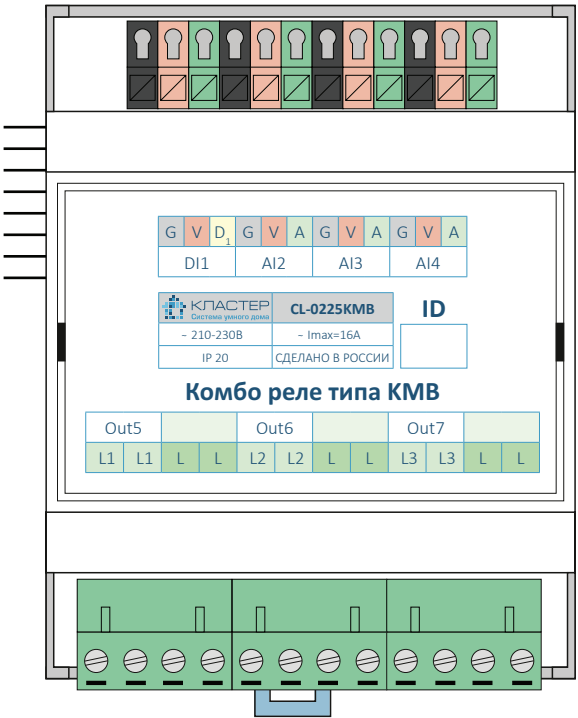 G V D1 G V A G V A G V A
DI1 AI2 AI3 AI4
КЛАСТЕР
Система умного дома
CL-0225KMB
ID
~ 210-230В ~ Imax=16A
IP 20 СДЕЛАНО В РОССИИ
Комбо реле типа КМВ
Out5 Out6 Out7
L1 L1 L L L2 L2 L L L3 L3 L L